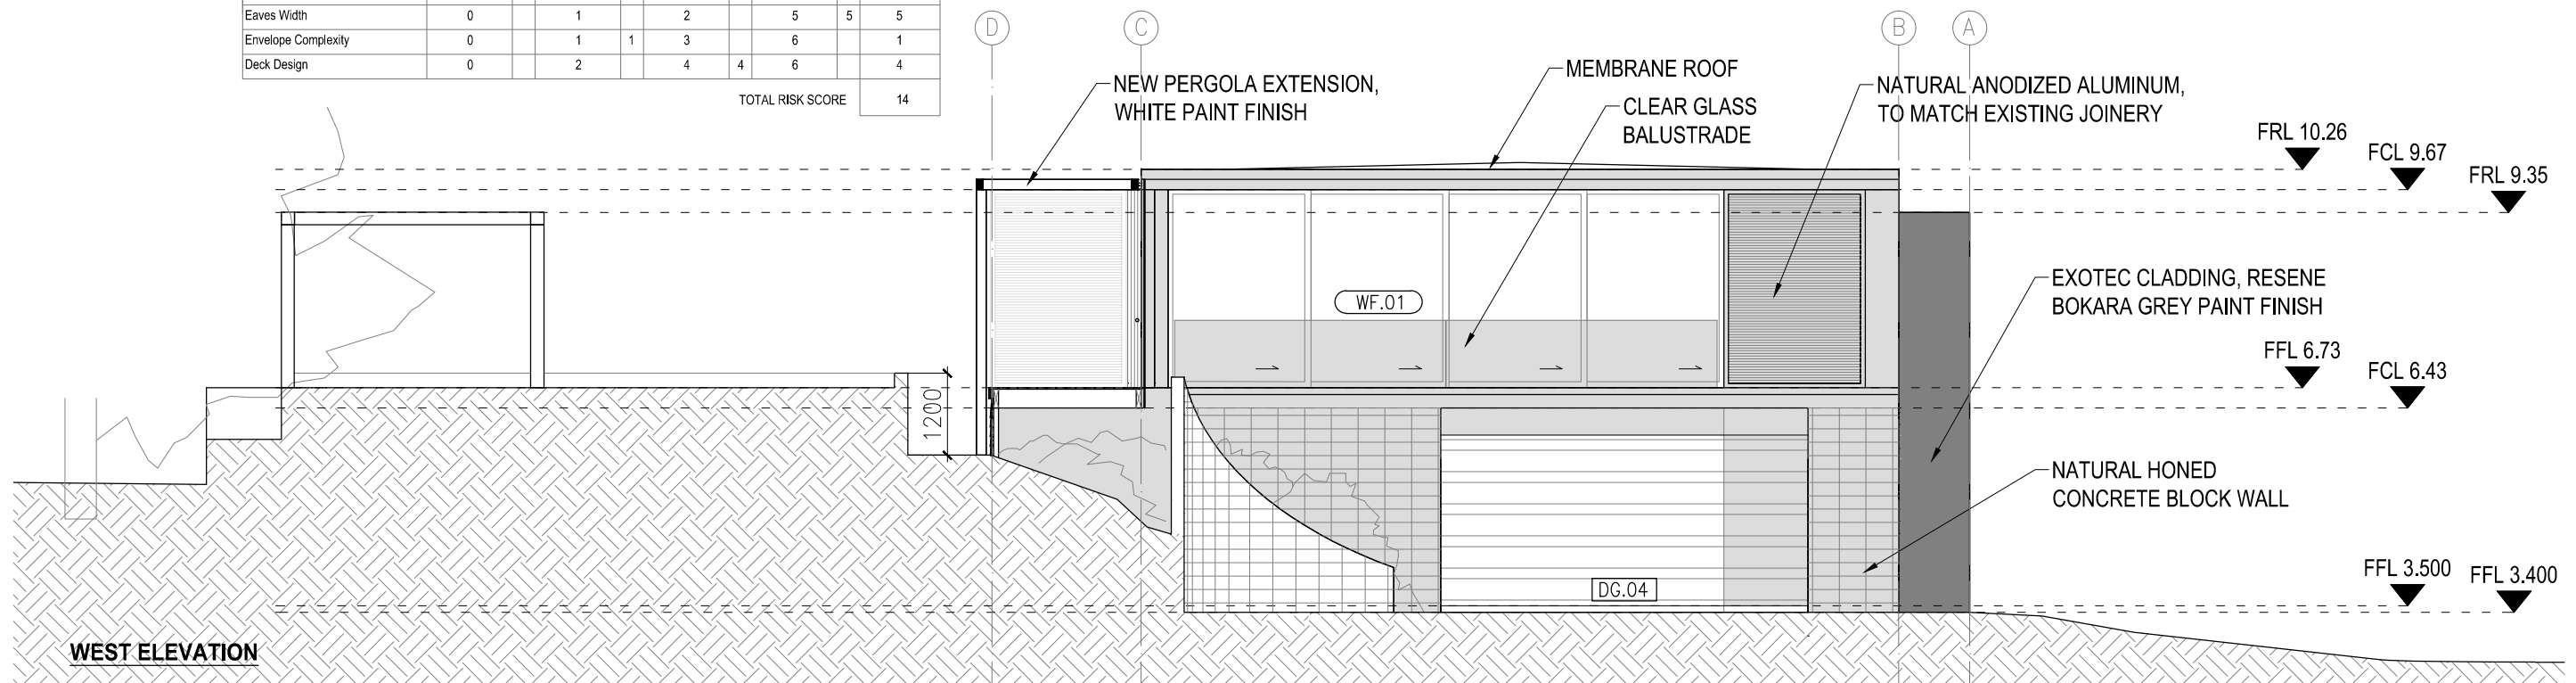 Eaves Width 0 1 2 5 5 5
Envelope Complexity 0 1 1 3 6 1
Deck Design 0 2 4 4 6 4
TOTAL RISK SCORE 14
D
C
B
A
NEW PERGOLA EXTENSION,
WHITE PAINT FINISH
MEMBRANE ROOF
CLEAR GLASS
BALUSTRADE
NATURAL ANODIZED ALUMINUM,
TO MATCH EXISTING JOINERY
FRL 10.26
FCL 9.67
FRL 9.35
WF.01
EXOTEC CLADDING, RESENE
BOKARA GREY PAINT FINISH
FFL 6.73
FCL 6.43
1200
NATURAL HONED
CONCRETE BLOCK WALL
DG.04
FFL 3.500
FFL 3.400
WEST ELEVATION